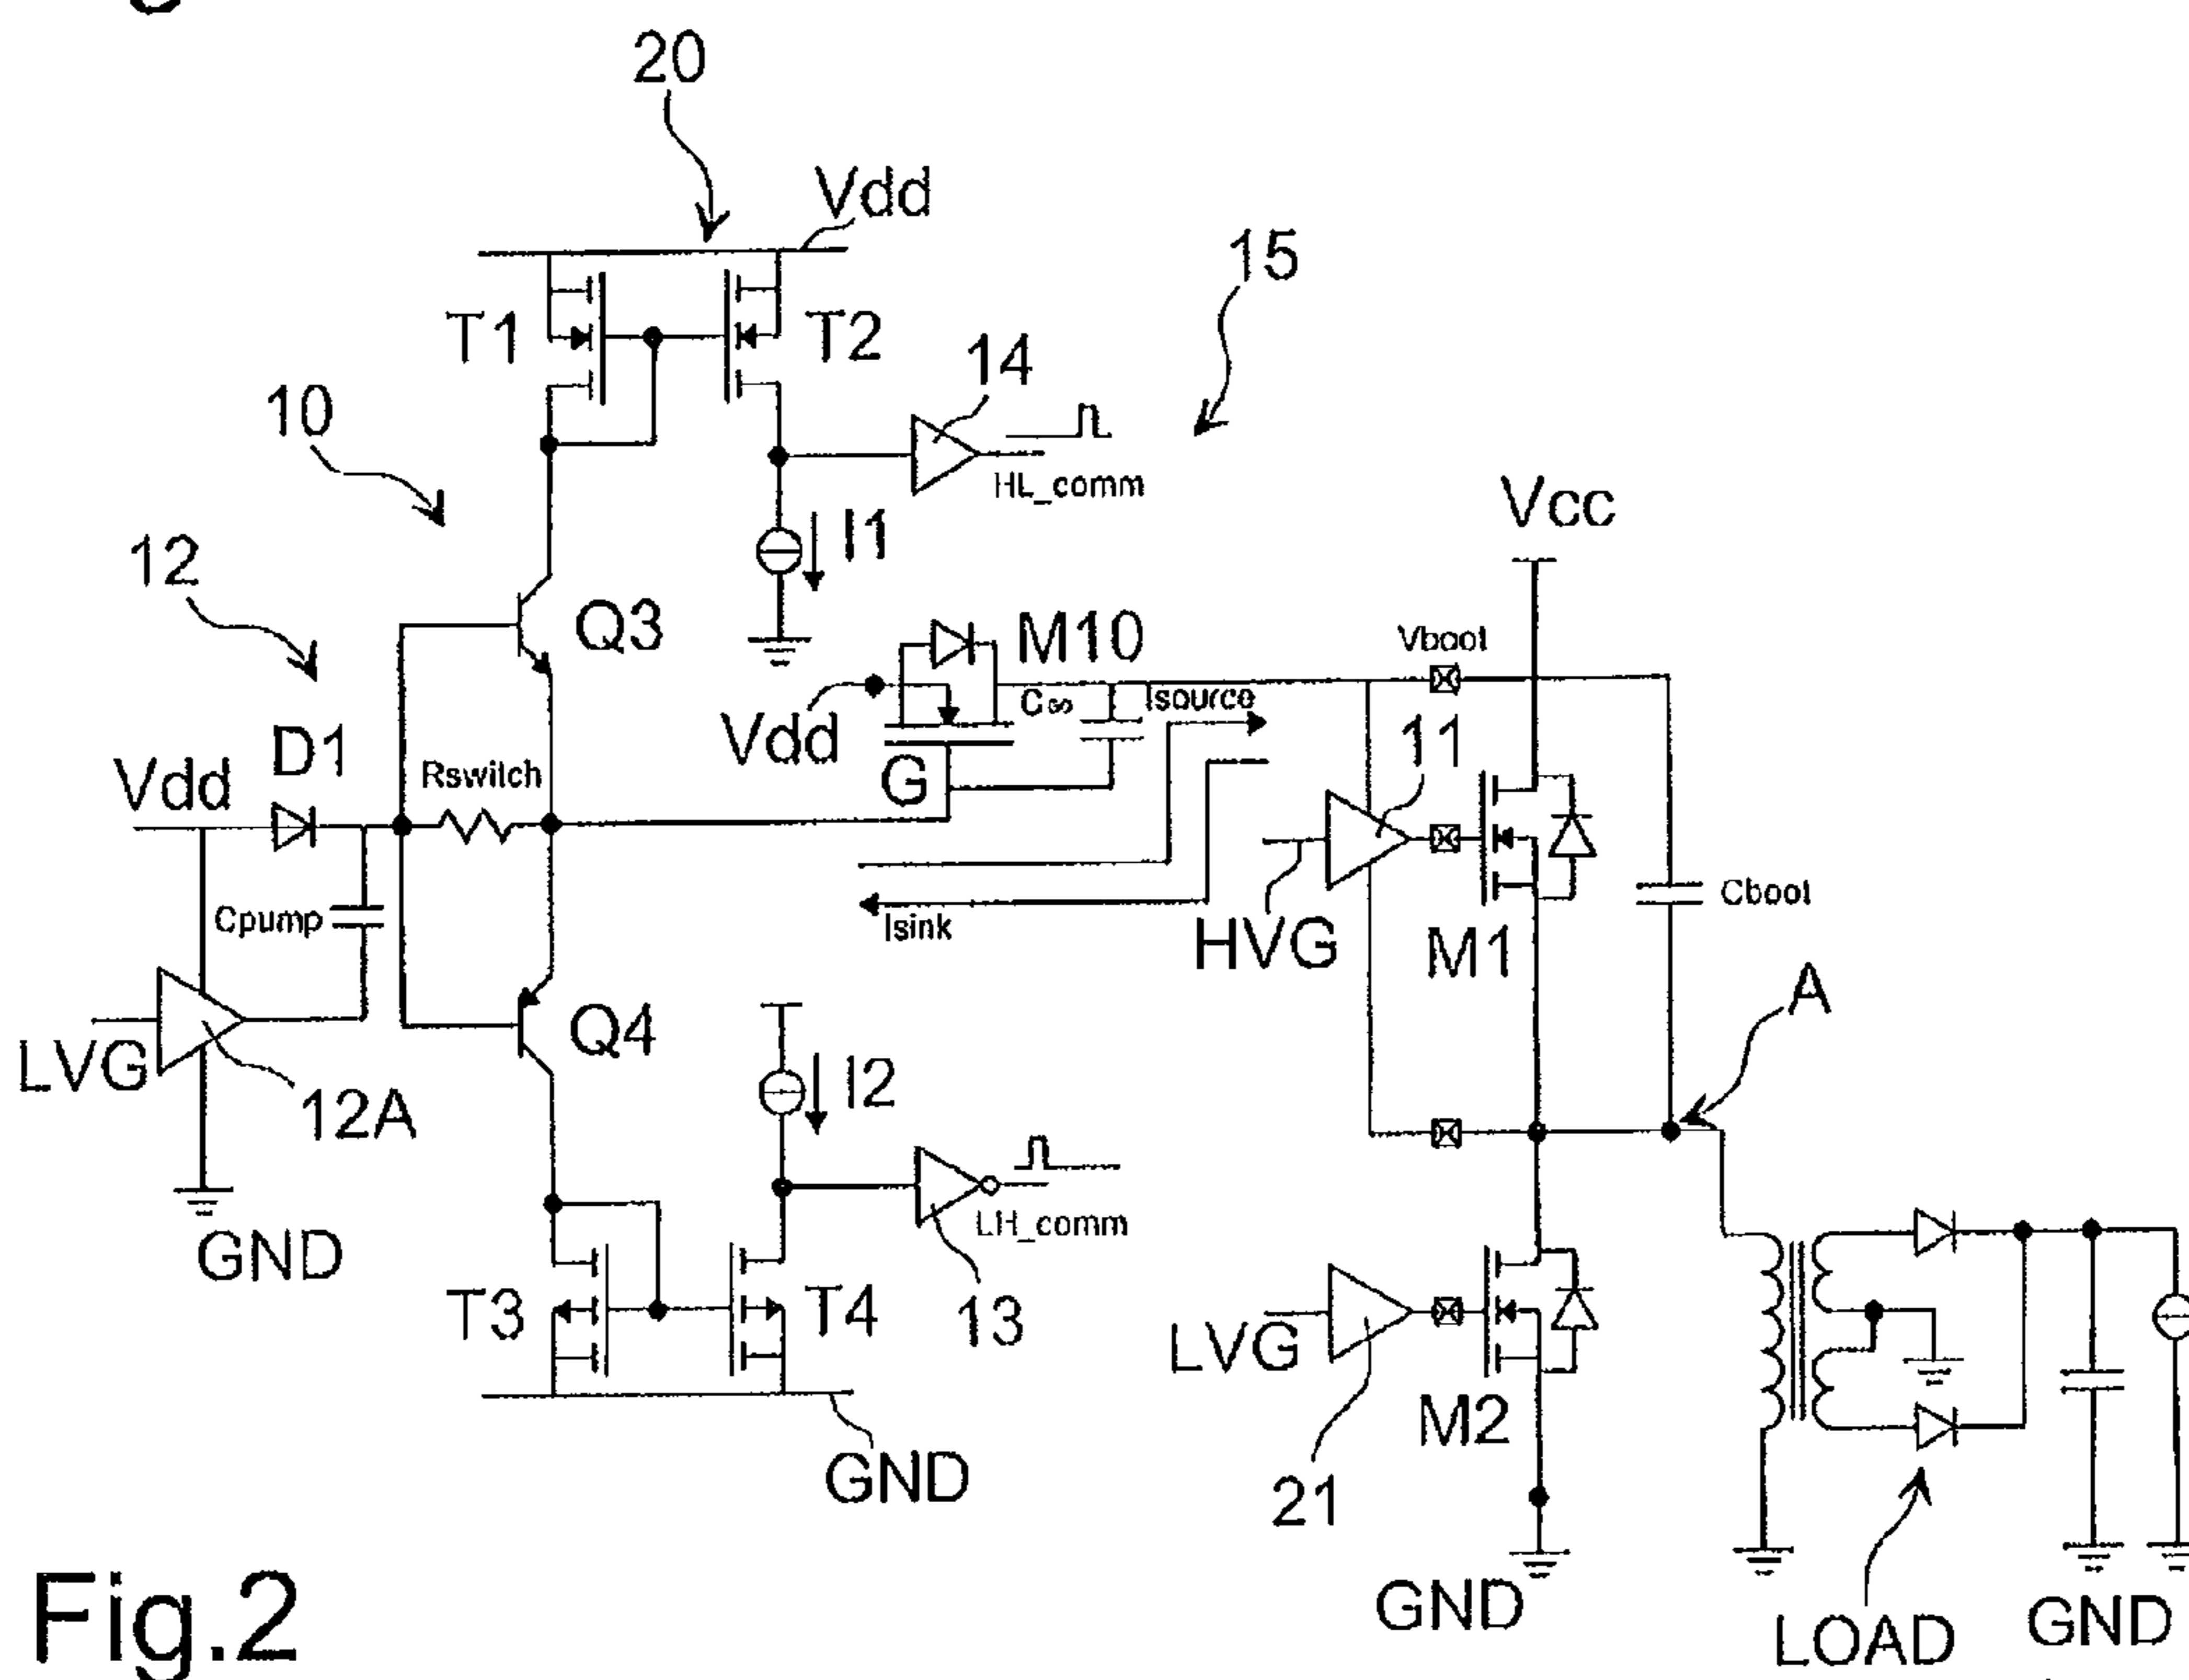 20
Vdd
15
T1
T2
14
10
HL_comm
Vcc
12
I1
Q3
M10
Vboot
Isource
D1
Vdd
11
Vdd
Rswitch
G
Cpump
Isink
HVG
M1
Cboot
A
Q4
LVG
12A
I2
GND
LH_comm
T3
T4
13
LVG
M2
GND
21
GND
LOAD
GND
Fig.2